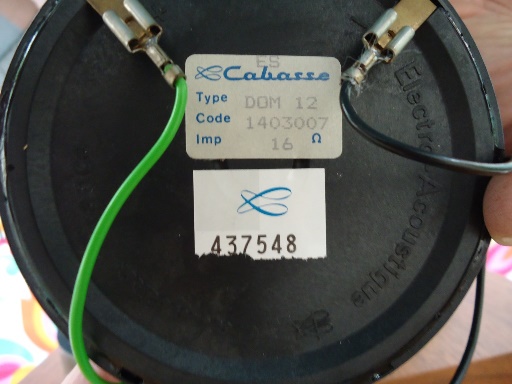 ES
Cabasse
Type DOM 12
Code 1403007
Imp 16 Ω
437548
Electro-Acoustique